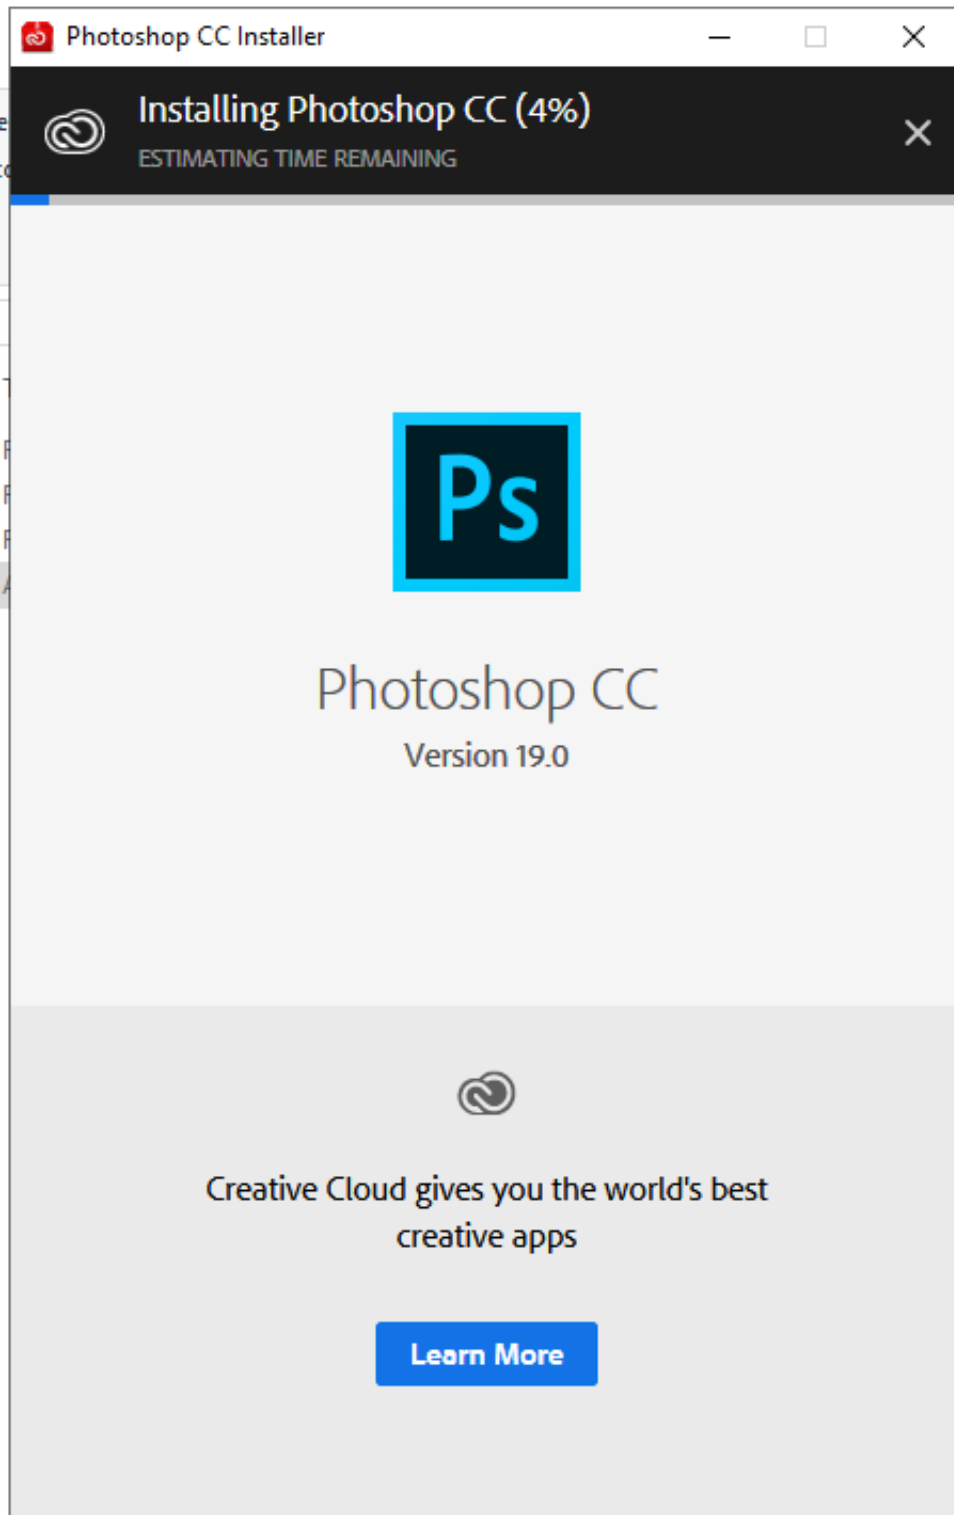 Photoshop CC Installer
Installing Photoshop CC (4%)
ESTIMATING TIME REMAINING
Ps
Photoshop CC
Version 19.0
Creative Cloud gives you the world's best
creative apps
Learn More